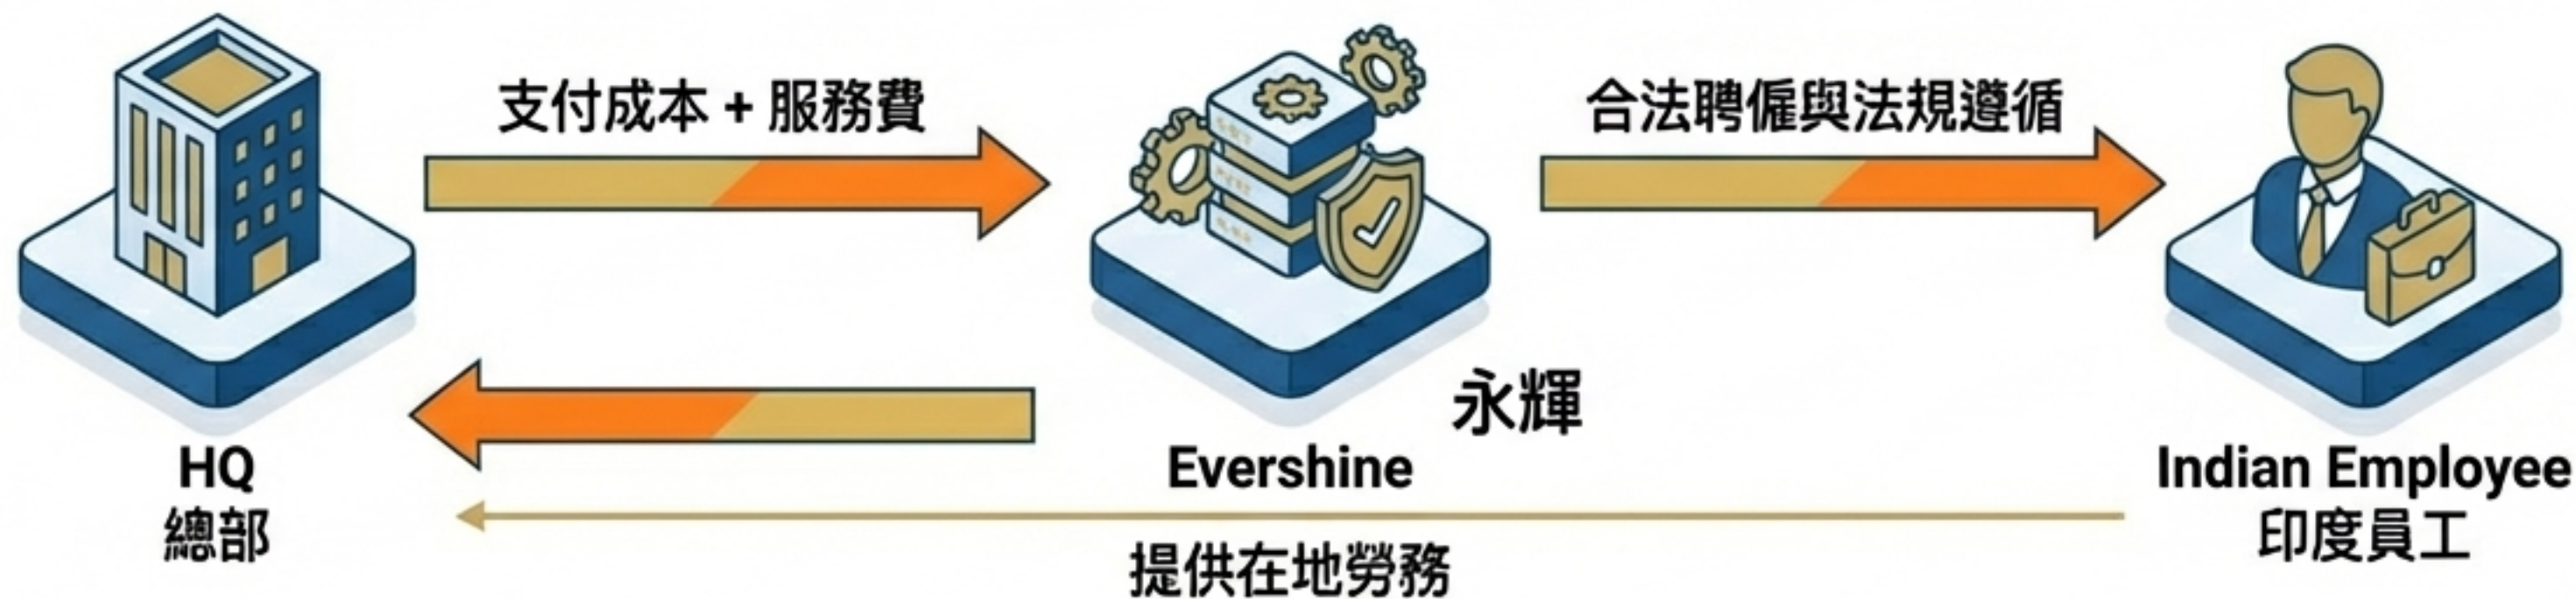 支付成本 + 服務費
合法聘僱與法規遵循
永輝
HQ
總部
Evershine
Indian Employee
印度員工
提供在地勞務